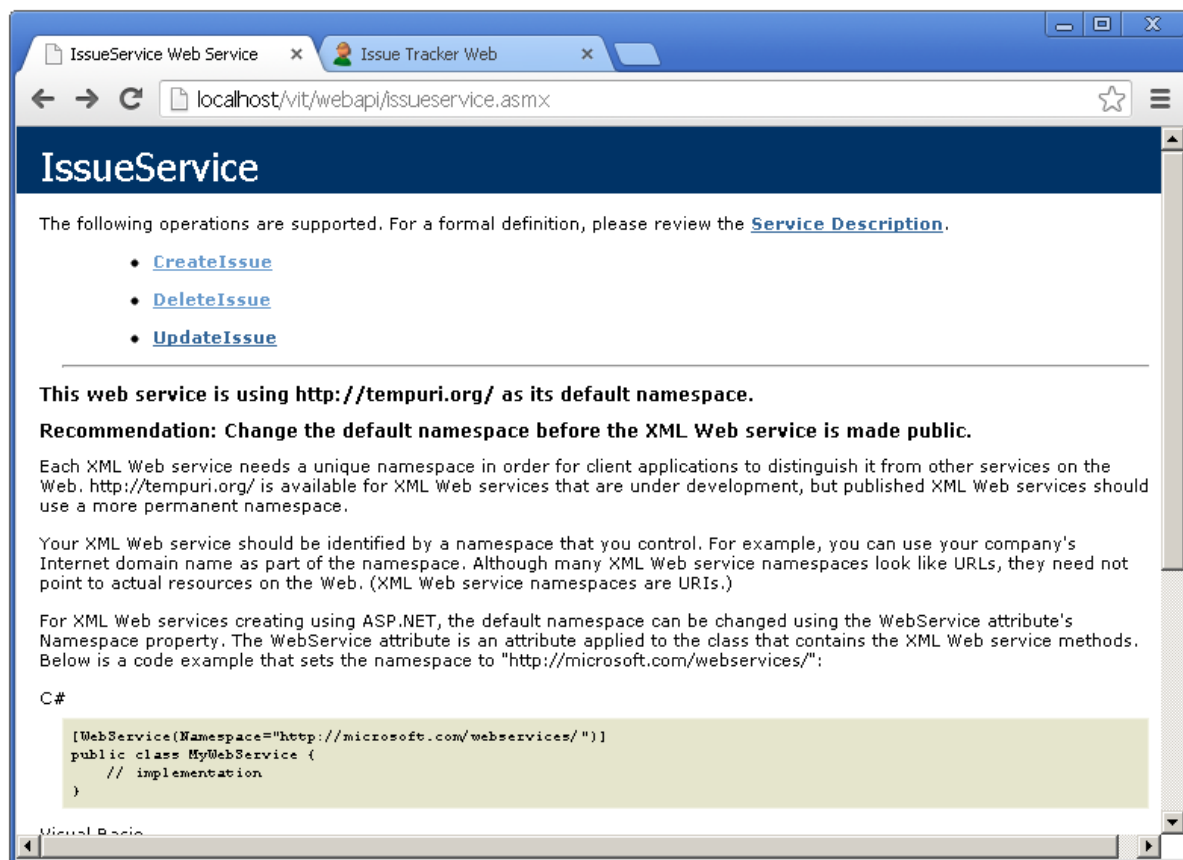 IssueService Web Service
Issue Tracker Web
localhost/vit/webapi/issueservice.asmx
IssueService
The following operations are supported. For a formal definition, please review the Service Description.
CreateIssue
DeleteIssue
UpdateIssue
This web service is using http://tempuri.org/ as its default namespace.
Recommendation: Change the default namespace before the XML Web service is made public.
Each XML Web service needs a unique namespace in order for client applications to distinguish it from other services on the
Web. http://tempuri.org/ is available for XML Web services that are under development, but published XML Web services should
use a more permanent namespace.
Your XML Web service should be identified by a namespace that you control. For example, you can use your company's
Internet domain name as part of the namespace. Although many XML Web service namespaces look like URLs, they need not
point to actual resources on the Web. (XML Web service namespaces are URIs.)
For XML Web services creating using ASP.NET, the default namespace can be changed using the WebService attribute's
Namespace property. The WebService attribute is an attribute applied to the class that contains the XML Web service methods.
Below is a code example that sets the namespace to "http://microsoft.com/webservices/":
C#
[WebService(Namespace="http://microsoft.com/webservices/")]
public class MyWebService {
// implementation
}
Visual Basic